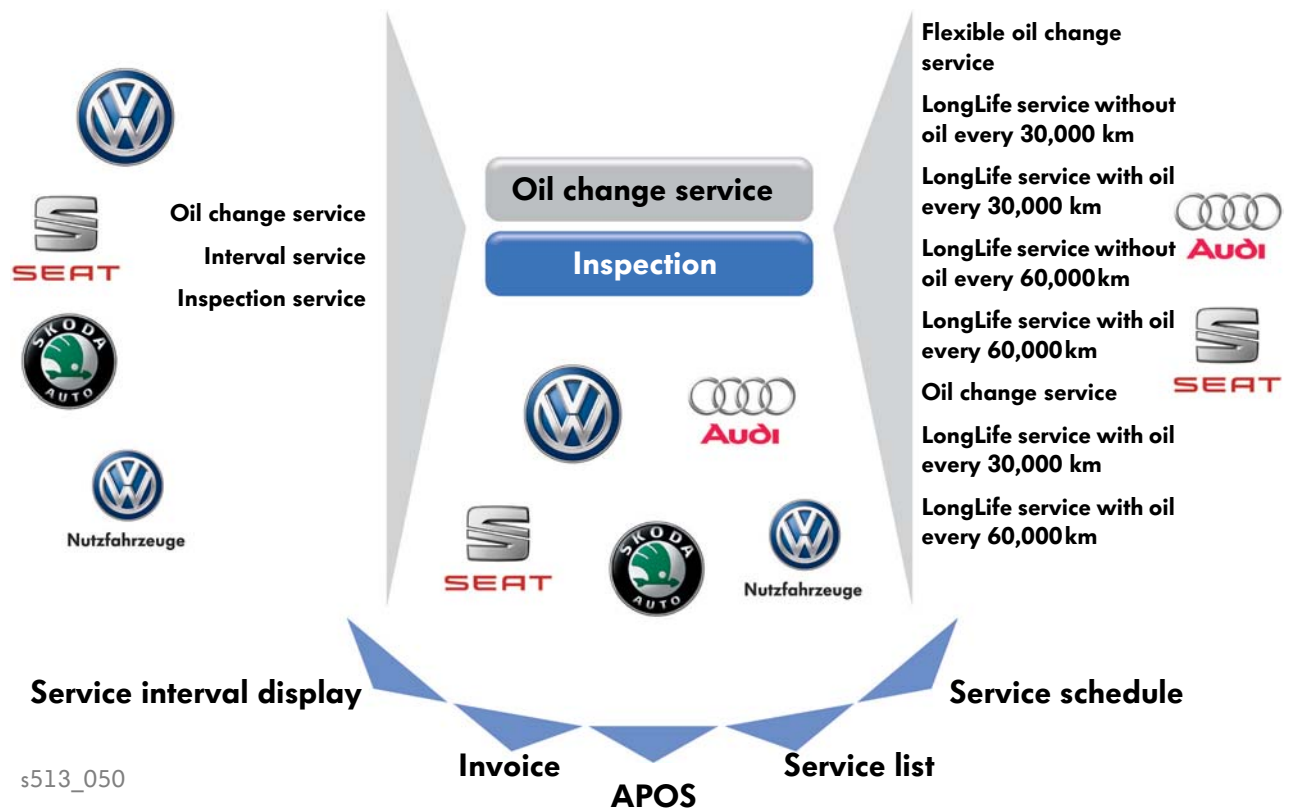 SEAT
SKODA
AUTO
Nutzfahrzeuge
Oil change service
Interval service
Inspection service
Oil change service
Inspection
Audi
SEAT
SKODA
AUTO
Nutzfahrzeuge
Flexible oil change
service
LongLife service without
oil every 30,000 km
LongLife service with oil
every 30,000 km
LongLife service without
oil every 60,000km
LongLife service with oil
every 60,000km
Oil change service
LongLife service with oil
every 30,000 km
LongLife service with oil
every 60,000km
Audi
SEAT
Service interval display
Invoice
APOS
Service list
Service schedule
s513_050